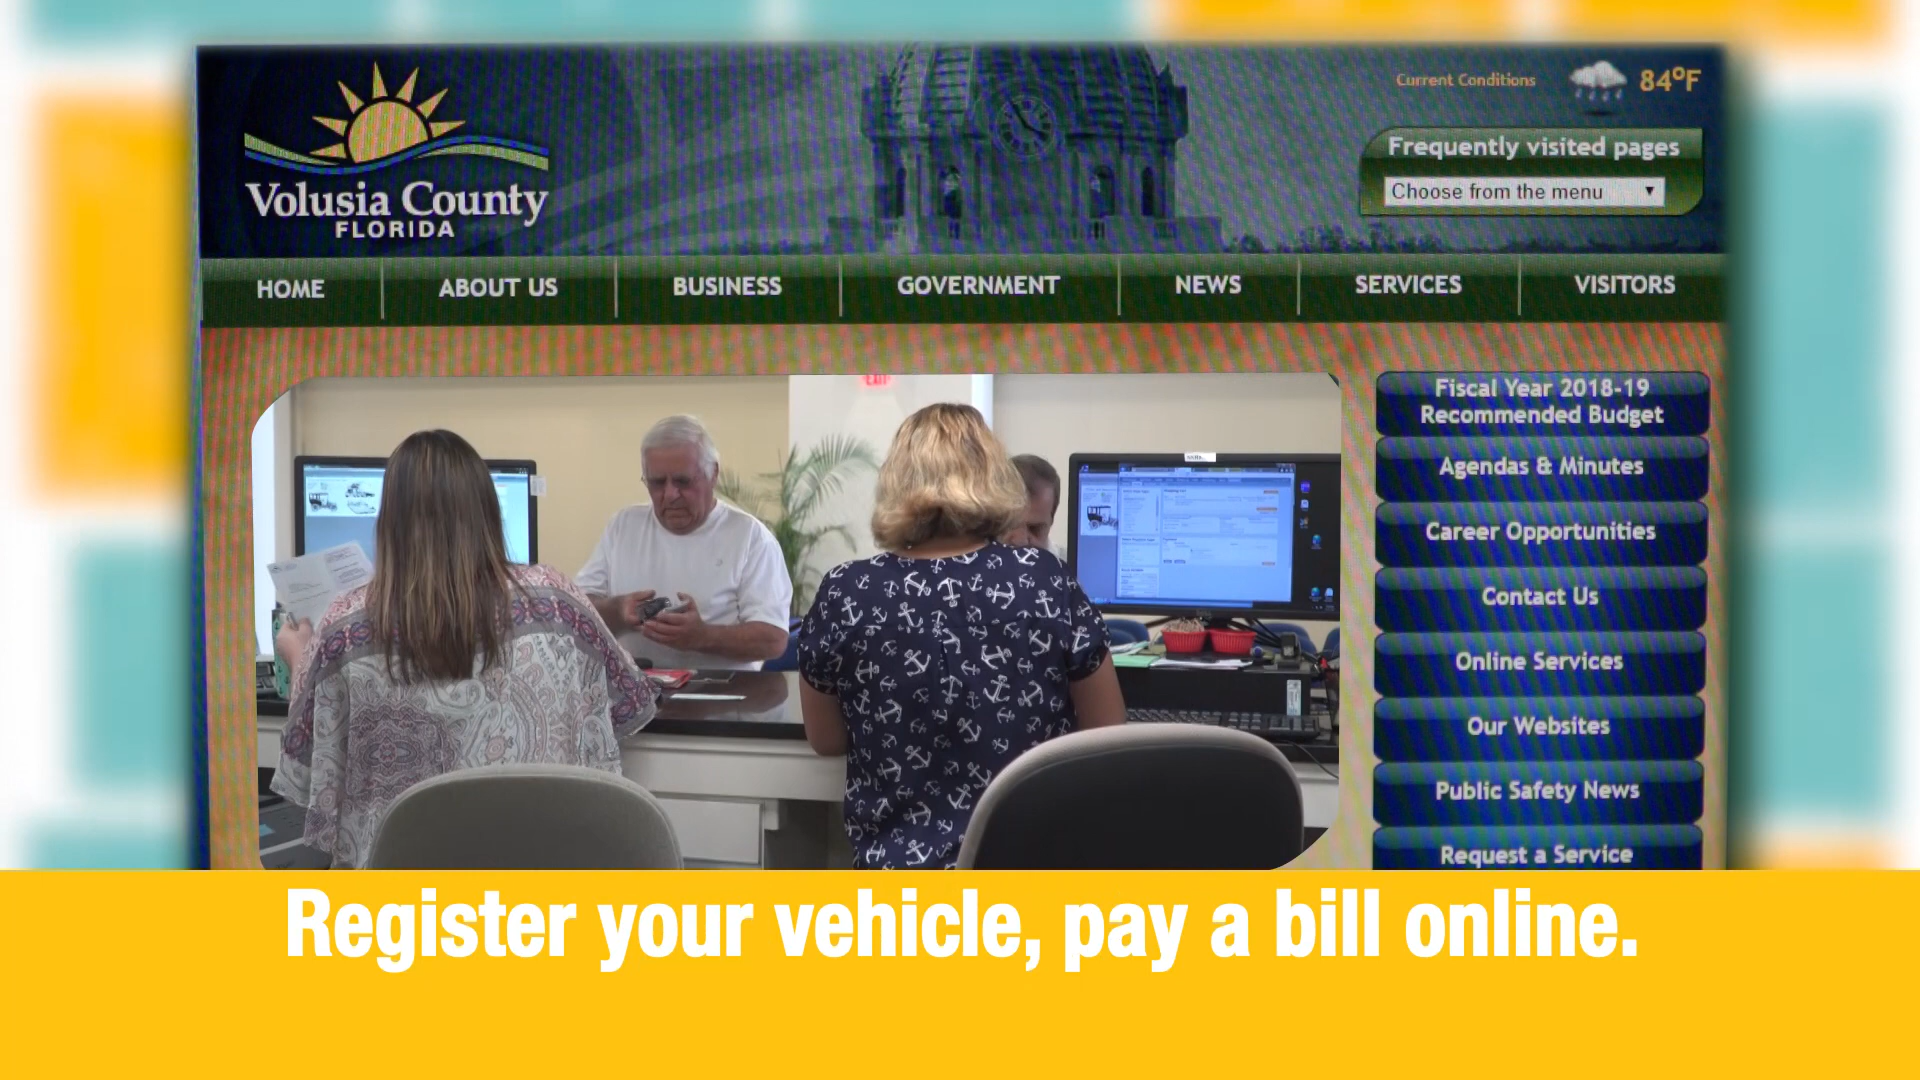 Current Conditions
84ºF
Volusia County
FLORIDA
Frequently visited pages
Choose from the menu
HOME
ABOUT US
BUSINESS
GOVERNMENT
NEWS
SERVICES
VISITORS
EXIT
Fiscal Year 2018-19
Recommended Budget
Agendas & Minutes
Career Opportunities
Contact Us
Online Services
Our Websites
Public Safety News
Request a Service
Register your vehicle, pay a bill online.